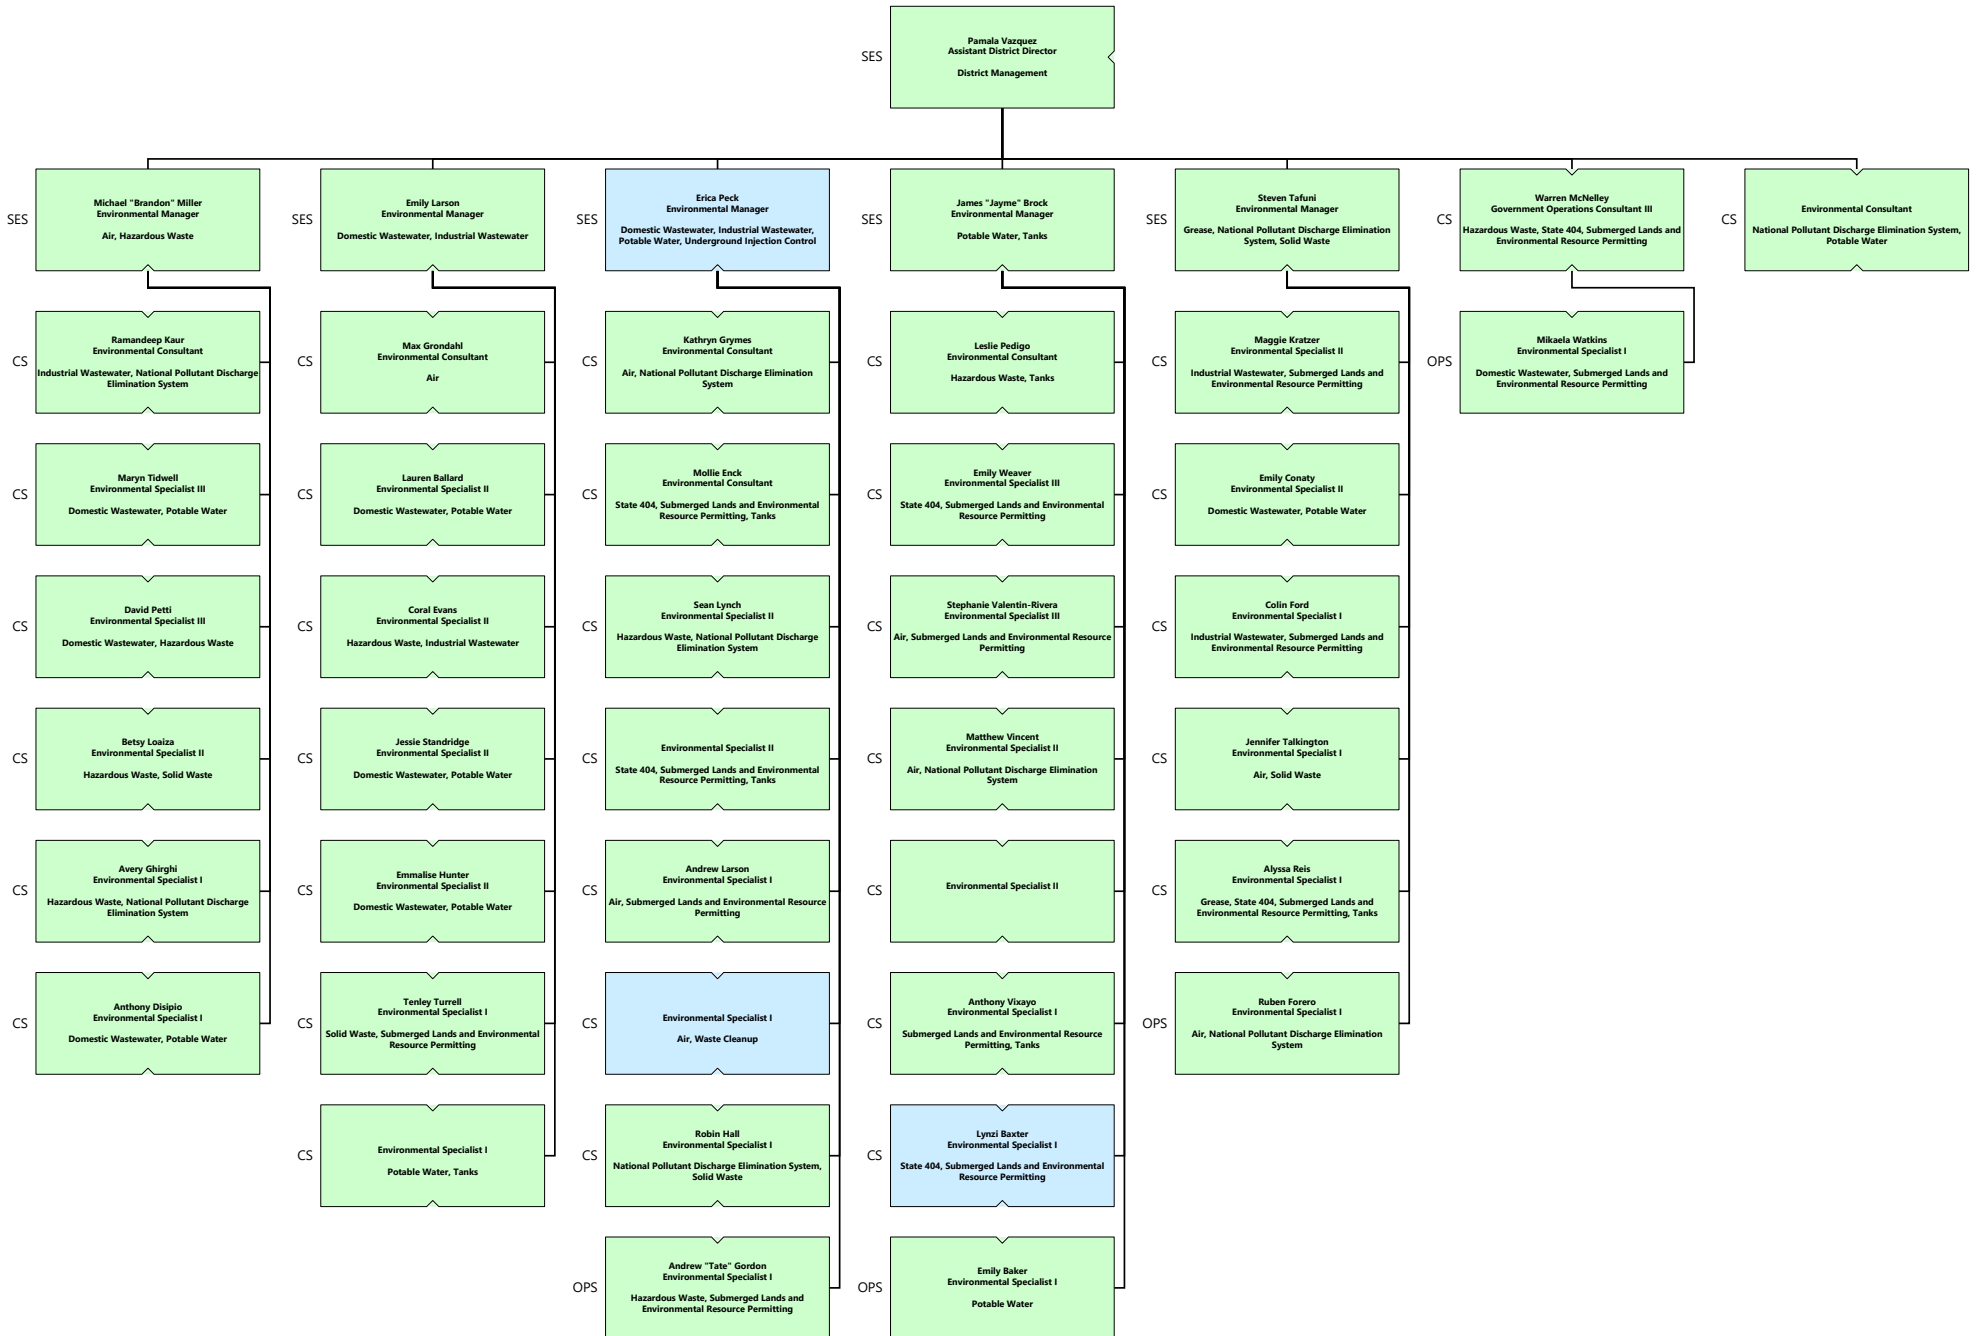 SES
Pamala Vazquez
Assistant District Director
District Management
SES
Michael "Brandon" Miller
Environmental Manager
Air, Hazardous Waste
SES
Emily Larson
Environmental Manager
Domestic Wastewater, Industrial Wastewater
SES
Erica Peck
Environmental Manager
Domestic Wastewater, Industrial Wastewater,
Potable Water, Underground Injection Control
SES
James "Jayme" Brock
Environmental Manager
Potable Water, Tanks
SES
Steven Tafuni
Environmental Manager
Grease, National Pollutant Discharge Elimination
System, Solid Waste
CS
Warren McNelley
Government Operations Consultant III
Hazardous Waste, State 404, Submerged Lands and
Environmental Resource Permitting
CS
Environmental Consultant
National Pollutant Discharge Elimination System,
Potable Water
CS
Ramandeep Kaur
Environmental Consultant
Industrial Wastewater, National Pollutant Discharge
Elimination System
CS
Max Grondahl
Environmental Consultant
Air
CS
Kathryn Grymes
Environmental Consultant
Air, National Pollutant Discharge Elimination
System
CS
Leslie Pedigo
Environmental Consultant
Hazardous Waste, Tanks
CS
Maggie Kratzer
Environmental Specialist II
Industrial Wastewater, Submerged Lands and
Environmental Resource Permitting
OPS
Mikaela Watkins
Environmental Specialist I
Domestic Wastewater, Submerged Lands and
Environmental Resource Permitting
CS
Maryn Tidwell
Environmental Specialist III
Domestic Wastewater, Potable Water
CS
Lauren Ballard
Environmental Specialist II
Domestic Wastewater, Potable Water
CS
Mollie Enck
Environmental Consultant
State 404, Submerged Lands and Environmental
Resource Permitting, Tanks
CS
Emily Weaver
Environmental Specialist III
State 404, Submerged Lands and Environmental
Resource Permitting
CS
Emily Conaty
Environmental Specialist II
Domestic Wastewater, Potable Water
CS
David Petti
Environmental Specialist III
Domestic Wastewater, Hazardous Waste
CS
Coral Evans
Environmental Specialist II
Hazardous Waste, Industrial Wastewater
CS
Sean Lynch
Environmental Specialist II
Hazardous Waste, National Pollutant Discharge
Elimination System
CS
Stephanie Valentin-Rivera
Environmental Specialist III
Air, Submerged Lands and Environmental Resource
Permitting
CS
Colin Ford
Environmental Specialist I
Industrial Wastewater, Submerged Lands and
Environmental Resource Permitting
CS
Betsy Loaiza
Environmental Specialist II
Hazardous Waste, Solid Waste
CS
Jessie Standridge
Environmental Specialist II
Domestic Wastewater, Potable Water
CS
Environmental Specialist II
State 404, Submerged Lands and Environmental
Resource Permitting, Tanks
CS
Matthew Vincent
Environmental Specialist II
Air, National Pollutant Discharge Elimination
System
CS
Jennifer Talkington
Environmental Specialist I
Air, Solid Waste
CS
Avery Ghirghi
Environmental Specialist I
Hazardous Waste, National Pollutant Discharge
Elimination System
CS
Emmalise Hunter
Environmental Specialist II
Domestic Wastewater, Potable Water
CS
Andrew Larson
Environmental Specialist I
Air, Submerged Lands and Environmental Resource
Permitting
CS
Environmental Specialist II
CS
Alyssa Reis
Environmental Specialist I
Grease, State 404, Submerged Lands and
Environmental Resource Permitting, Tanks
CS
Anthony Disipio
Environmental Specialist I
Domestic Wastewater, Potable Water
CS
Tenley Turrell
Environmental Specialist I
Solid Waste, Submerged Lands and Environmental
Resource Permitting
CS
Environmental Specialist I
Air, Waste Cleanup
CS
Anthony Vixayo
Environmental Specialist I
Submerged Lands and Environmental Resource
Permitting, Tanks
OPS
Ruben Forero
Environmental Specialist I
Air, National Pollutant Discharge Elimination
System
CS
Environmental Specialist I
Potable Water, Tanks
CS
Robin Hall
Environmental Specialist I
National Pollutant Discharge Elimination System,
Solid Waste
CS
Lynzi Baxter
Environmental Specialist I
State 404, Submerged Lands and Environmental
Resource Permitting
OPS
Andrew "Tate" Gordon
Environmental Specialist I
Hazardous Waste, Submerged Lands and
Environmental Resource Permitting
OPS
Emily Baker
Environmental Specialist I
Potable Water